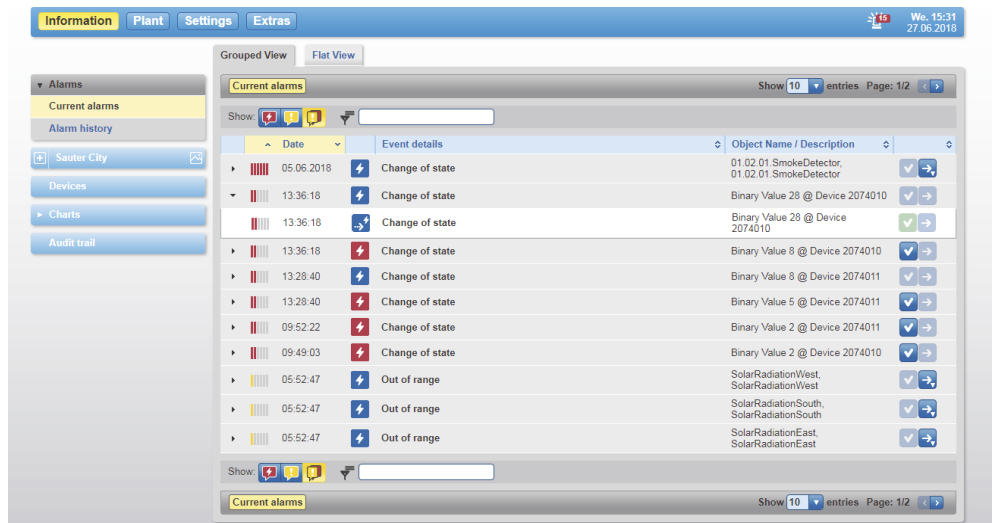 Information Plant Settings Extras 15 We. 15:31
27.06.2018
Grouped View Flat View
Alarms
Current alarms
Alarm history
Sauter City
Devices
Charts
Audit trail
Current alarms Show 10 entries Page: 1/2
Show:
Date Event details Object Name / Description
05.06.2018 Change of state 01.02.01.SmokeDetector,
01.02.01.SmokeDetector
13:36:18 Change of state Binary Value 28 @ Device 2074010
13:36:18 Change of state Binary Value 28 @ Device
2074010
13:36:18 Change of state Binary Value 8 @ Device 2074010
13:28:40 Change of state Binary Value 8 @ Device 2074011
13:28:40 Change of state Binary Value 5 @ Device 2074011
09:52:22 Change of state Binary Value 2 @ Device 2074011
09:49:03 Change of state Binary Value 2 @ Device 2074010
05:52:47 Out of range SolarRadiationWest,
SolarRadiationWest
05:52:47 Out of range SolarRadiationSouth,
SolarRadiationSouth
05:52:47 Out of range SolarRadiationEast,
SolarRadiationEast
Show:
Current alarms Show 10 entries Page: 1/2